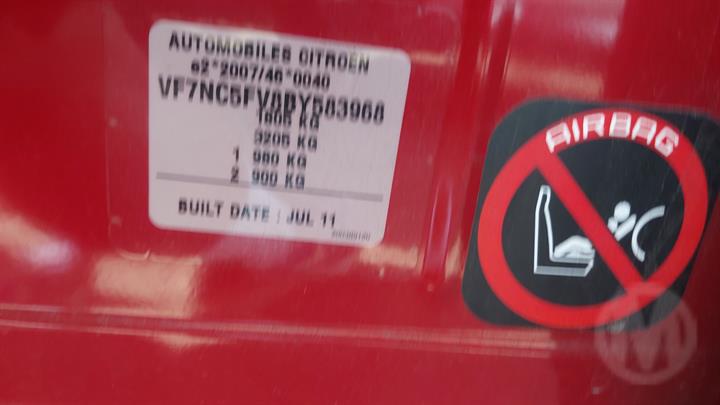 AUTOMOBILES CITROEN
e2*2007/46*0040
VF7NC5FV8BY583968
1805 KG
3205 KG
1 980 KG
2 900 KG
BUILT DATE : JUL 11
AIRBAG
M